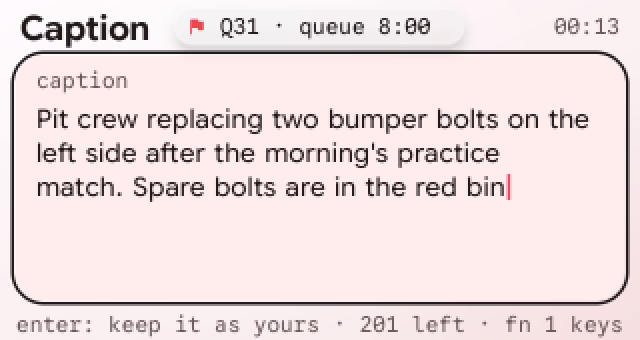 Caption
Q31 · queue 8:00
00:13
caption
Pit crew replacing two bumper bolts on the
left side after the morning's practice
match. Spare bolts are in the red bin
enter: keep it as yours · 201 left · fn 1 keys